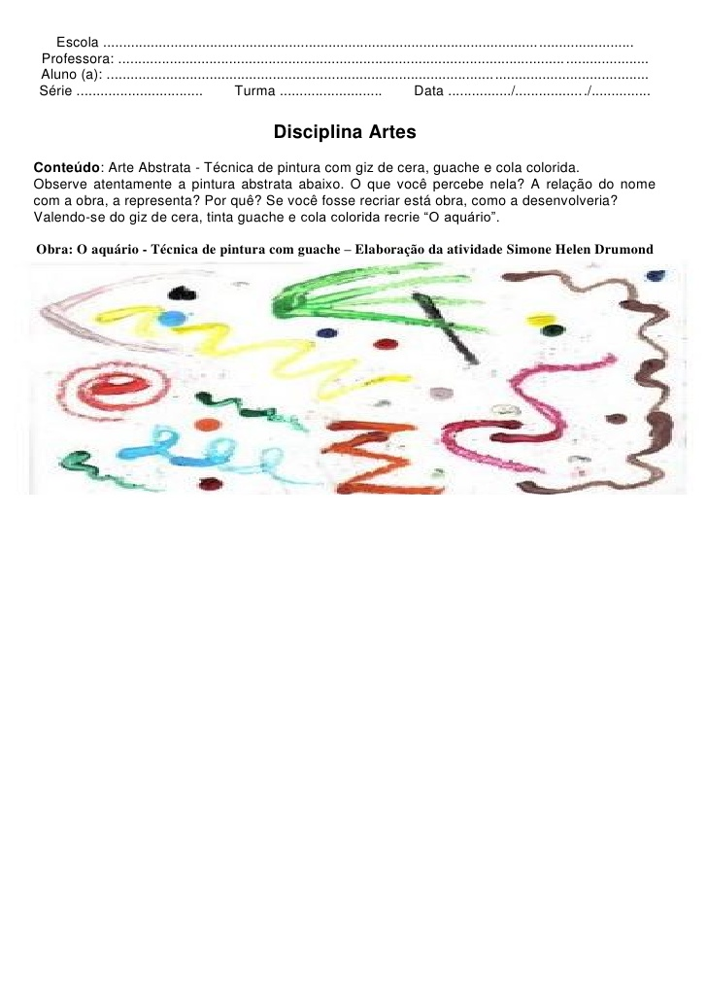 Escola ....................................................................................................................................
Professora: ....................................................................................................................................
Aluno (a): .......................................................................................................................................
Série ................................ Turma .......................... Data ................/................../...............
Disciplina Artes
Conteúdo: Arte Abstrata - Técnica de pintura com giz de cera, guache e cola colorida.
Observe atentamente a pintura abstrata abaixo. O que você percebe nela? A relação do nome
com a obra, a representa? Por quê? Se você fosse recriar está obra, como a desenvolveria?
Valendo-se do giz de cera, tinta guache e cola colorida recrie “O aquário”.
Obra: O aquário - Técnica de pintura com guache – Elaboração da atividade Simone Helen Drumond